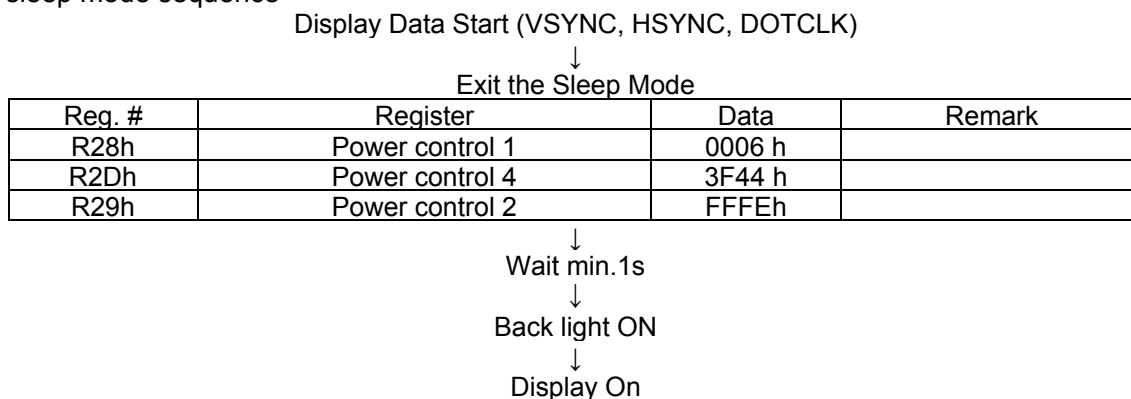 sleep mode sequence
Display Data Start (VSYNC, HSYNC, DOTCLK)
↓
Exit the Sleep Mode
Reg. # Register Data Remark
R28h Power control 1 0006 h
R2Dh Power control 4 3F44 h
R29h Power control 2 FFFEh
↓
Wait min.1s
↓
Back light ON
↓
Display On